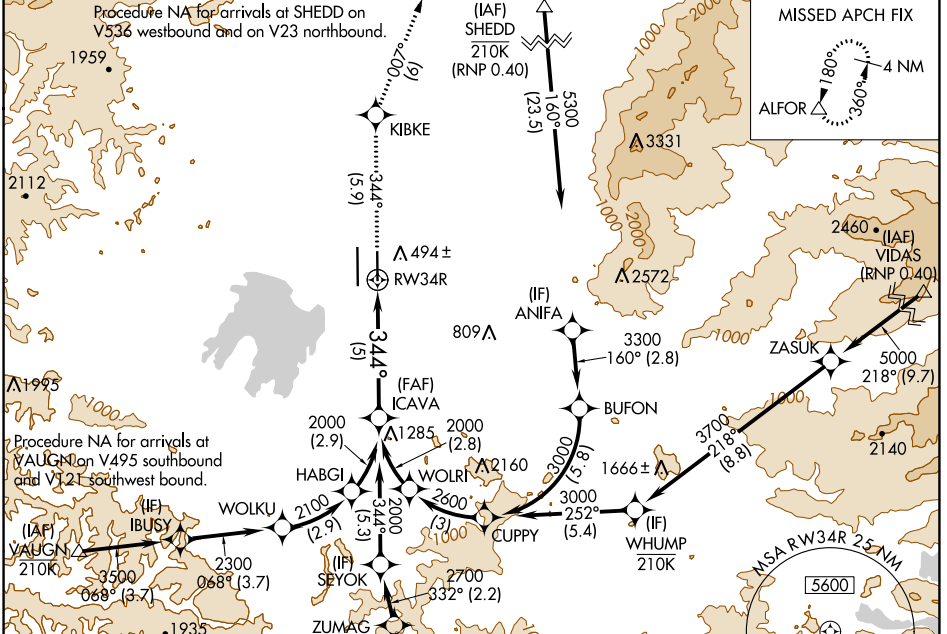 Procedure NA for arrivals at SHEDD on
V536 westbound and on V23 northbound.
1959
2112
007°
(6)
KIBKE
344°
(5.9)
494±
RW34R
344°
(5)
(FAF)
ICAVA
2000
(2.9)
1285
2000
(2.8)
HABGI
WOLRI
2100
(2.9)
2000
344°
(5.3)
2600
(3)
(IAF)
SHEDD
210K
(RNP 0.40)
5300
160°
(23.5)
1000
2000
3331
2000
1000
2572
MISSED APCH FIX
180°
360°
4 NM
ALFOR
2460
(IAF)
VIDAS
(RNP 0.40)
1000
ZASUK
5000
218° (9.7)
1000
2140
3700
218°
(8.8)
(IF)
ANIFA
809
3300
160° (2.8)
BUFON
3000
(5.8)
2160
1666±
3000
252°
(5.4)
CUPPY
1000
(IF)
WHUMP
210K
1995
1000
Procedure NA for arrivals at
VAUGN on V495 southbound
and V121 southwest bound.
(IAF)
VAUGN
210K
(IF)
IBUSY
WOLKU
3500
068° (3.7)
2300
068° (3.7)
(IF)
SEYOK
2700
332° (2.2)
ZUMAG
1935
MSA RW34R 25 NM
5600